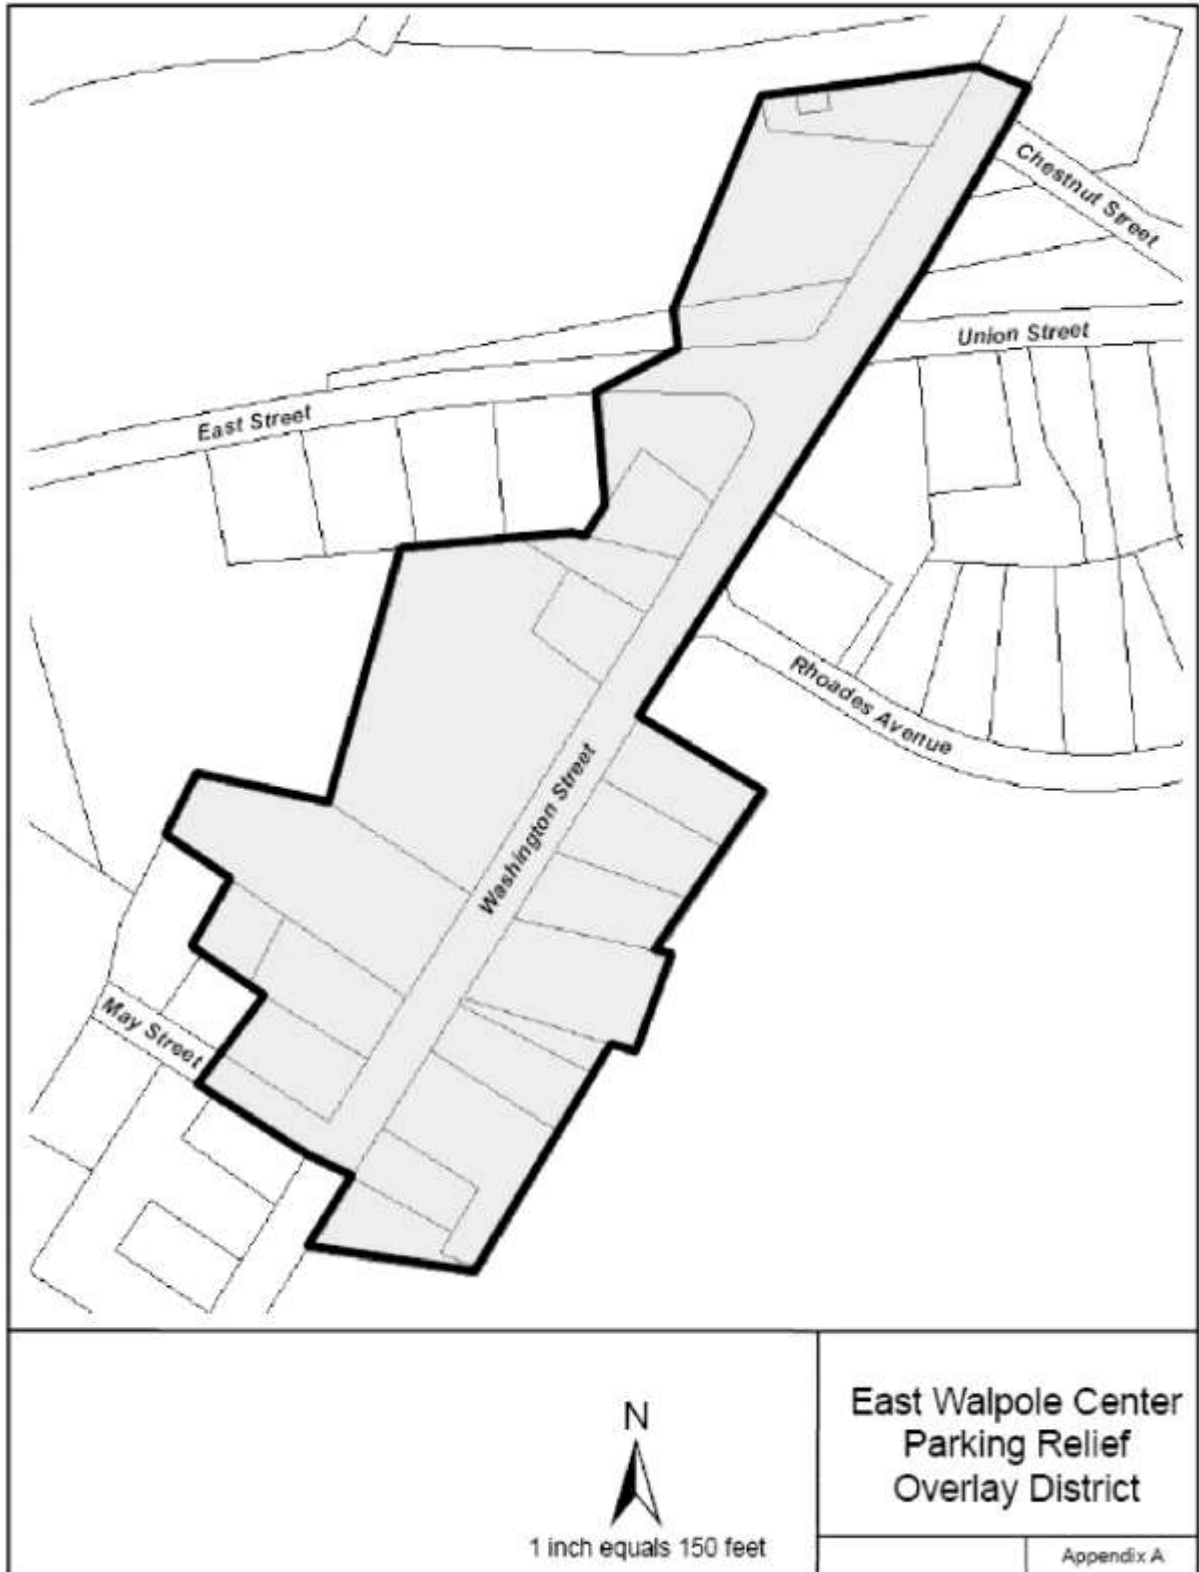 Chestnut Street
Union Street
East Street
Rhoades Avenue
Washington Street
May Street
N
1 inch equals 150 feet
East Walpole Center
Parking Relief
Overlay District
Appendix A